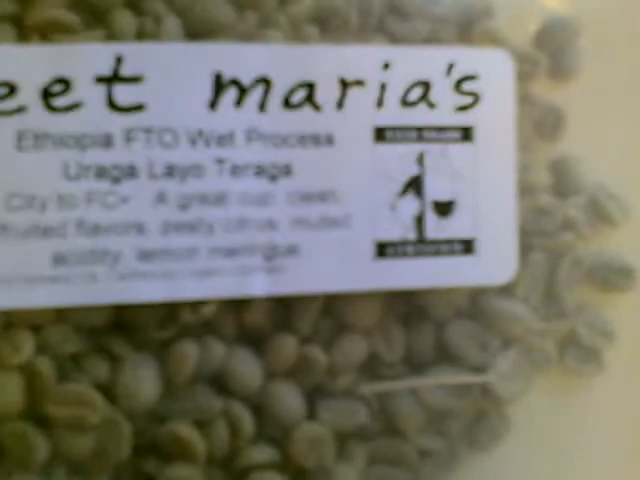 eet maria's
Ethiopia FTO Wet Process
Uraga Layo Teraga
City to FC+ A great cup: clean,
fruited flavors, zesty citrus, muted
acidity, lemon meringue